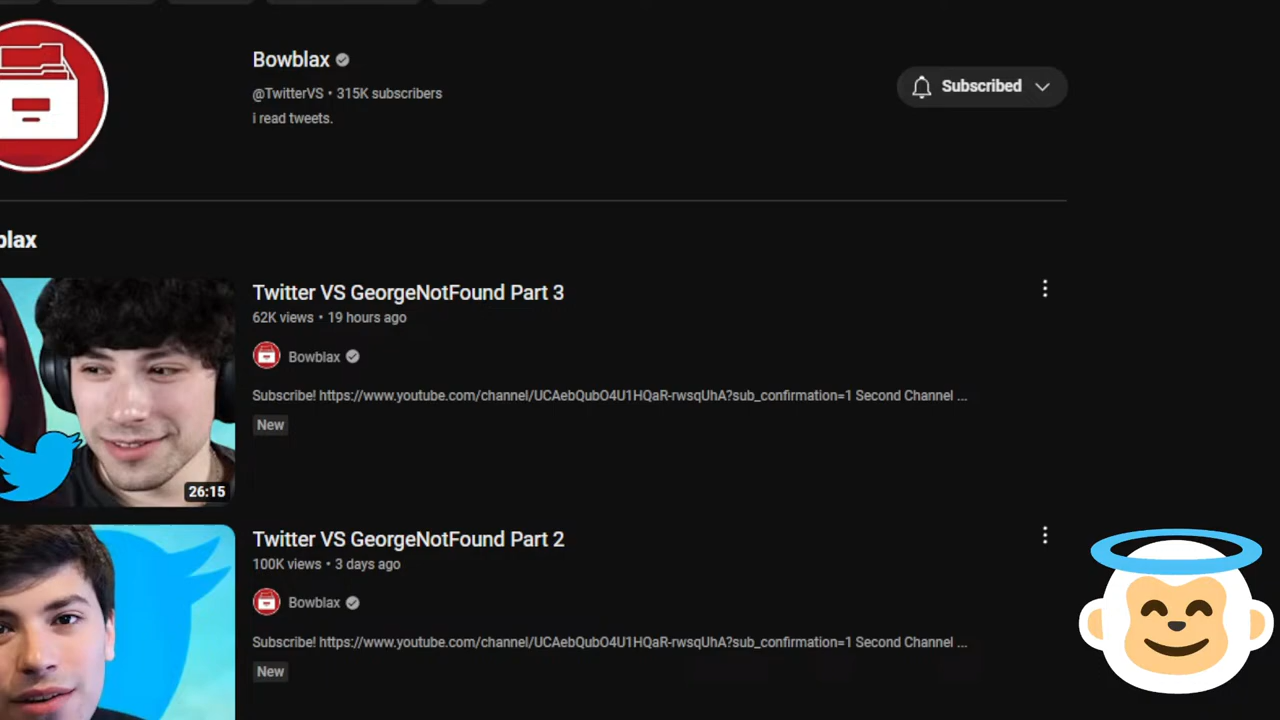 Bowblax
@TwitterVS • 315K subscribers
i read tweets.
Subscribed
blax
Twitter VS GeorgeNotFound Part 3
62K views • 19 hours ago
Bowblax
Subscribe! https://www.youtube.com/channel/UCAebQubO4U1HQaR-rwsqUhA?sub_confirmation=1 Second Channel ...
New
26:15
Twitter VS GeorgeNotFound Part 2
100K views • 3 days ago
Bowblax
Subscribe! https://www.youtube.com/channel/UCAebQubO4U1HQaR-rwsqUhA?sub_confirmation=1 Second Channel ...
New